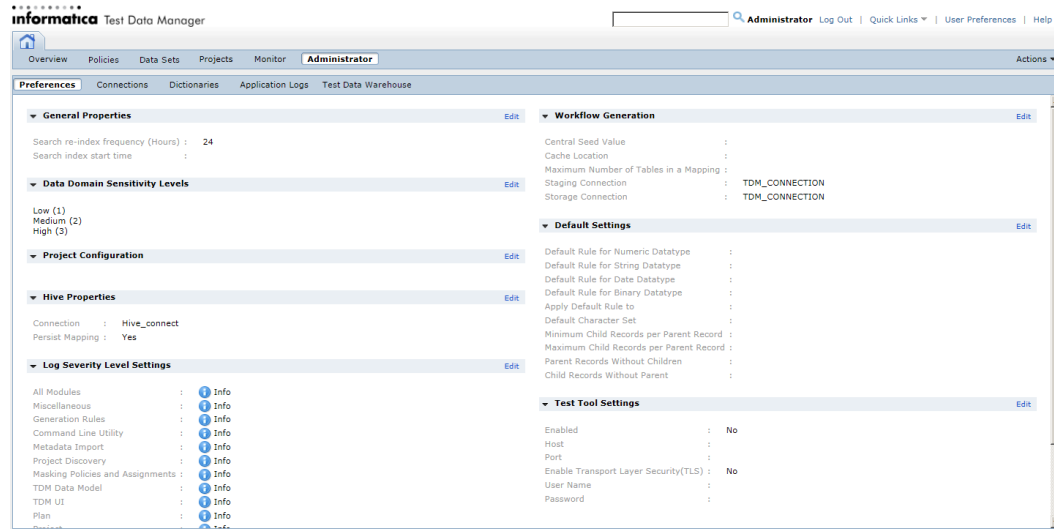 Informatica Test Data Manager
Administrator Log Out | Quick Links | User Preferences | Help
Overview Policies Data Sets Projects Monitor Administrator Actions
Preferences Connections Dictionaries Application Logs Test Data Warehouse
General Properties Edit
Search re-index frequency (Hours) : 24
Search index start time :
Data Domain Sensitivity Levels Edit
Low (1)
Medium (2)
High (3)
Project Configuration Edit
Hive Properties Edit
Connection : Hive_connect
Persist Mapping : Yes
Log Severity Level Settings Edit
All Modules : Info
Miscellaneous : Info
Generation Rules : Info
Command Line Utility : Info
Metadata Import : Info
Project Discovery : Info
Masking Policies and Assignments : Info
TDM Data Model : Info
TDM UI : Info
Plan : Info
Project : Info
Workflow Generation Edit
Central Seed Value :
Cache Location :
Maximum Number of Tables in a Mapping :
Staging Connection : TDM_CONNECTION
Storage Connection : TDM_CONNECTION
Default Settings Edit
Default Rule for Numeric Datatype :
Default Rule for String Datatype :
Default Rule for Date Datatype :
Default Rule for Binary Datatype :
Apply Default Rule to :
Default Character Set :
Minimum Child Records per Parent Record :
Maximum Child Records per Parent Record :
Parent Records Without Children :
Child Records Without Parent :
Test Tool Settings Edit
Enabled : No
Host :
Port :
Enable Transport Layer Security(TLS) : No
User Name :
Password :